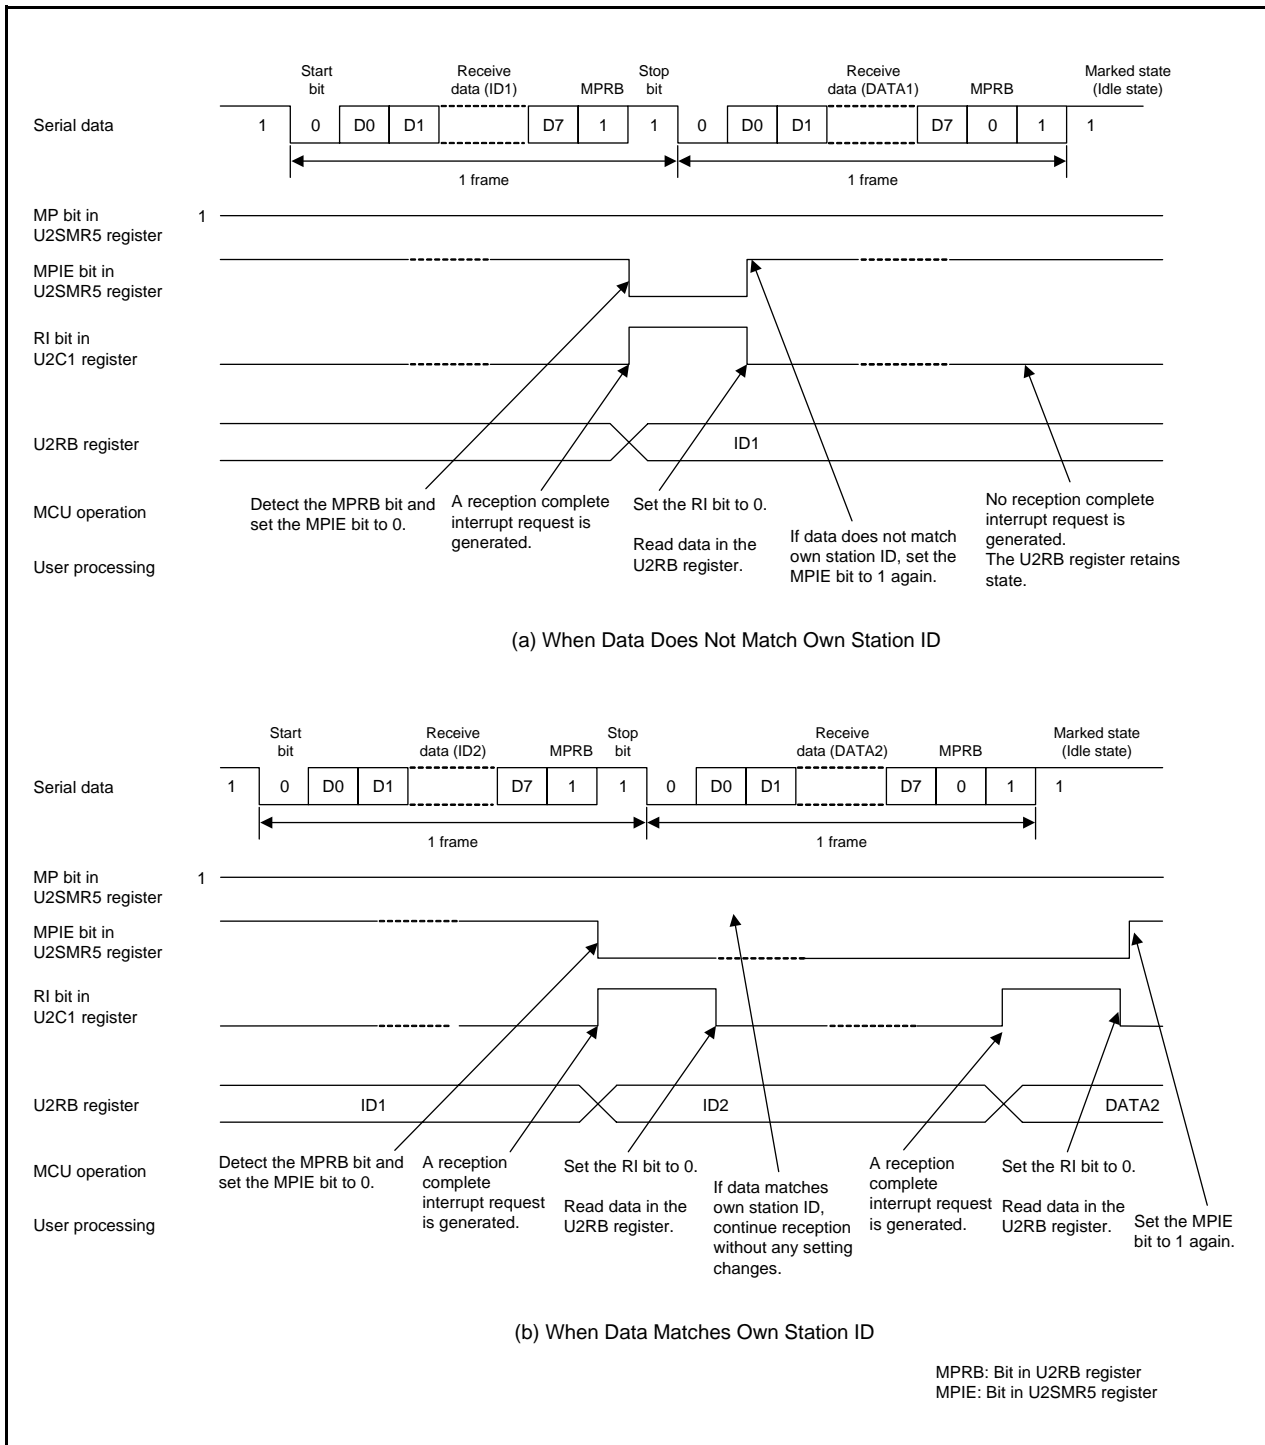 Start
bit
Receive
data (ID1)
MPRB
Stop
bit
Receive
data (DATA1)
MPRB
Marked state
(Idle state)
Serial data
1 0 D0 D1 D7 1 1 0 D0 D1 D7 0 1 1
1 frame
1 frame
MP bit in
U2SMR5 register
1
MPIE bit in
U2SMR5 register
RI bit in
U2C1 register
U2RB register
ID1
MCU operation
User processing
Detect the MPRB bit and
set the MPIE bit to 0.
A reception complete
interrupt request is
generated.
Set the RI bit to 0.
Read data in the
U2RB register.
If data does not match
own station ID, set the
MPIE bit to 1 again.
No reception complete
interrupt request is
generated.
The U2RB register retains
state.
(a) When Data Does Not Match Own Station ID
Start
bit
Receive
data (ID2)
MPRB
Stop
bit
Receive
data (DATA2)
MPRB
Marked state
(Idle state)
Serial data
1 0 D0 D1 D7 1 1 0 D0 D1 D7 0 1 1
1 frame
1 frame
MP bit in
U2SMR5 register
1
MPIE bit in
U2SMR5 register
RI bit in
U2C1 register
U2RB register
ID1
ID2
DATA2
MCU operation
User processing
Detect the MPRB bit and
set the MPIE bit to 0.
A reception
complete
interrupt request
is generated.
Set the RI bit to 0.
Read data in the
U2RB register.
If data matches
own station ID,
continue reception
without any setting
changes.
A reception
complete
interrupt request
is generated.
Set the RI bit to 0.
Read data in the
U2RB register.
Set the MPIE
bit to 1 again.
(b) When Data Matches Own Station ID
MPRB: Bit in U2RB register
MPIE: Bit in U2SMR5 register